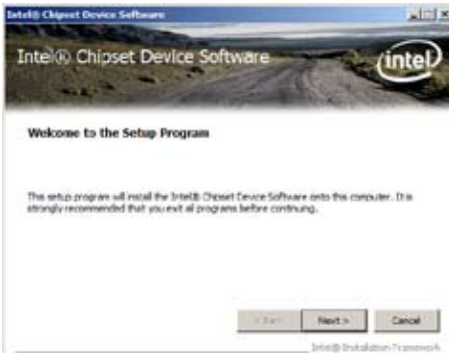 Intel® Chipset Device Software
Intel® Chipset Device Software
intel
Welcome to the Setup Program
This setup program will install the Intel® Chipset Device Software onto this computer. It is
strongly recommended that you exit all programs before continuing.
< Back
Next >
Cancel
Intel® Installation Framework